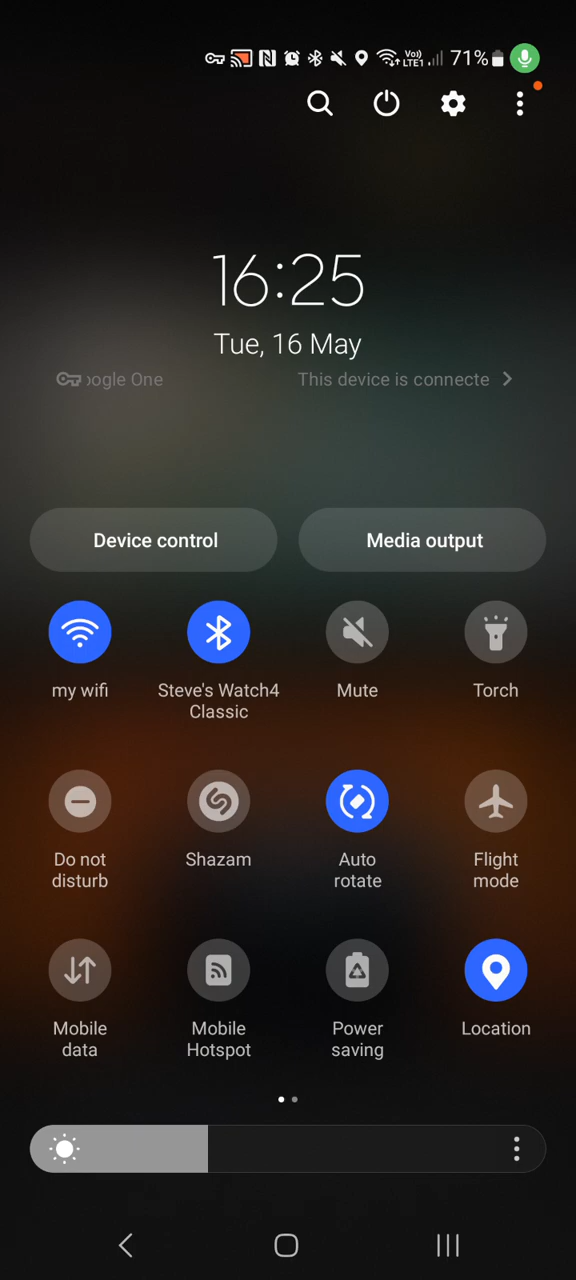 Vo)) LTE1 71%
16:25
Tue, 16 May
oogle One This device is connecte
Device control Media output
my wifi Steve's Watch4 Classic Mute Torch
Do not disturb Shazam Auto rotate Flight mode
Mobile data Mobile Hotspot Power saving Location